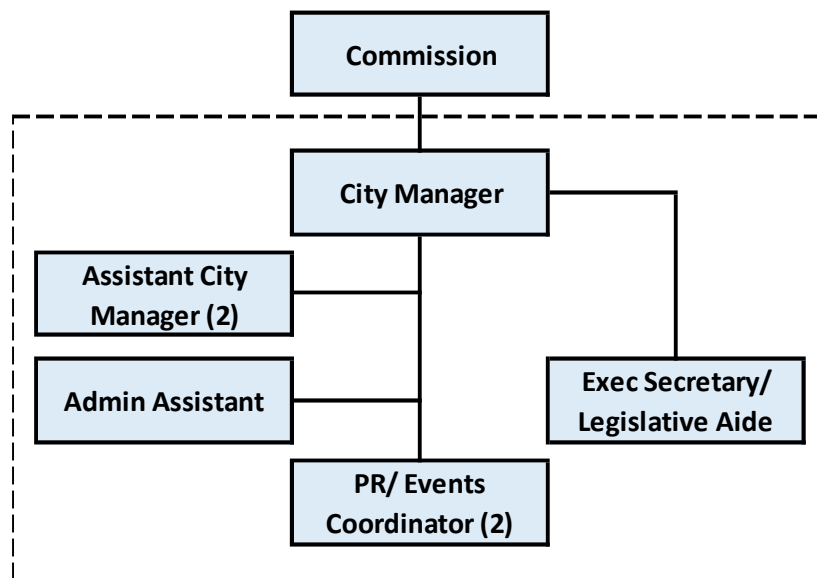 Commission
City Manager
Assistant City
Manager (2)
Admin Assistant
Exec Secretary/
Legislative Aide
PR/ Events
Coordinator (2)